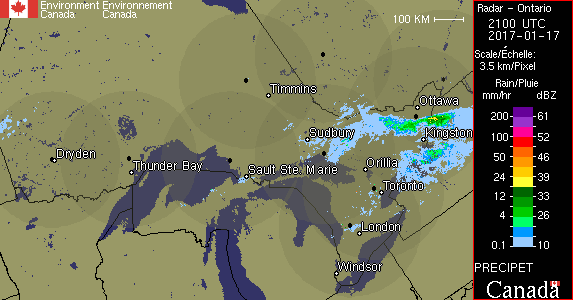 Environment Environnement
Canada Canada
100 KM
Timmins
Ottawa
Sudbury
Kingston
Dryden
Thunder Bay
Sault Ste. Marie
Orillia
Toronto
London
Windsor
Radar - Ontario
2100 UTC
2017-01-17
Scale/Échelle:
3.5 km/Pixel
Rain/Pluie
mm/hr dBZ
200 61
100 52
50 46
24 39
12 33
4 26
2 20
0.1 10
PRECIPET
Canada